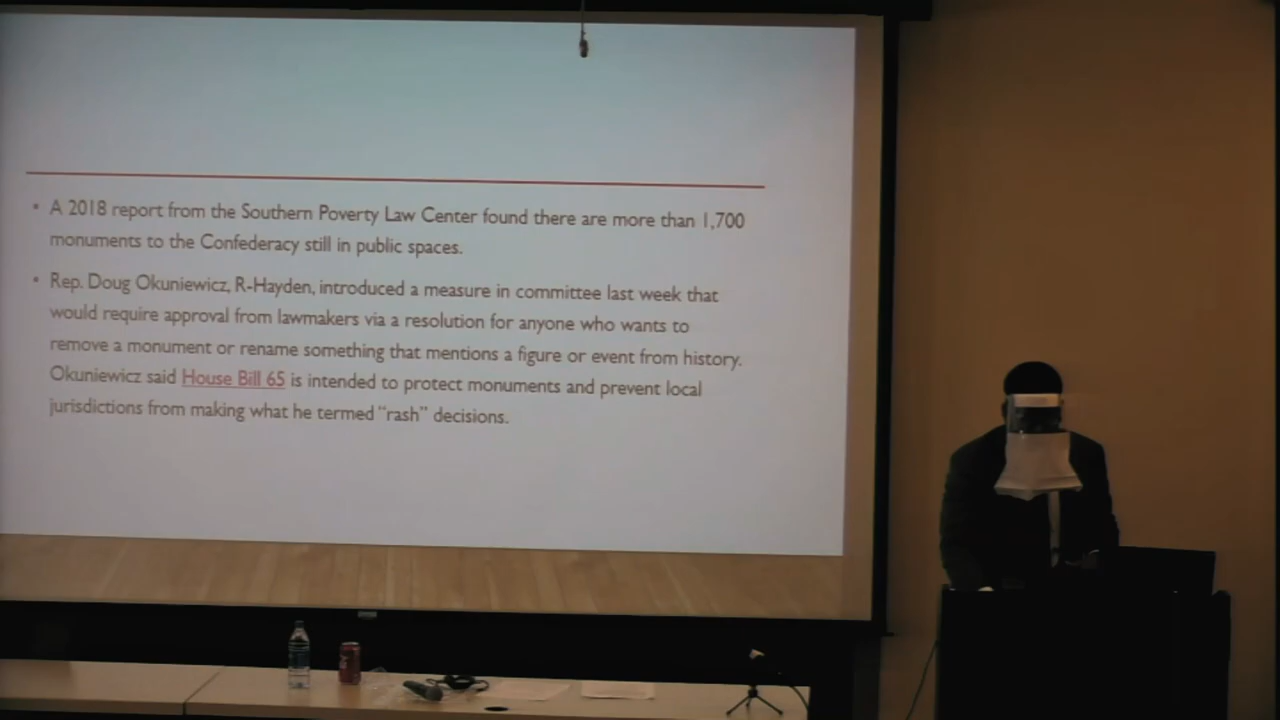 • A 2018 report from the Southern Poverty Law Center found there are more than 1,700
monuments to the Confederacy still in public spaces.
• Rep. Doug Okuniewicz, R-Hayden, introduced a measure in committee last week that
would require approval from lawmakers via a resolution for anyone who wants to
remove a monument or rename something that mentions a figure or event from history.
Okuniewicz said House Bill 65 is intended to protect monuments and prevent local
jurisdictions from making what he termed “rash” decisions.